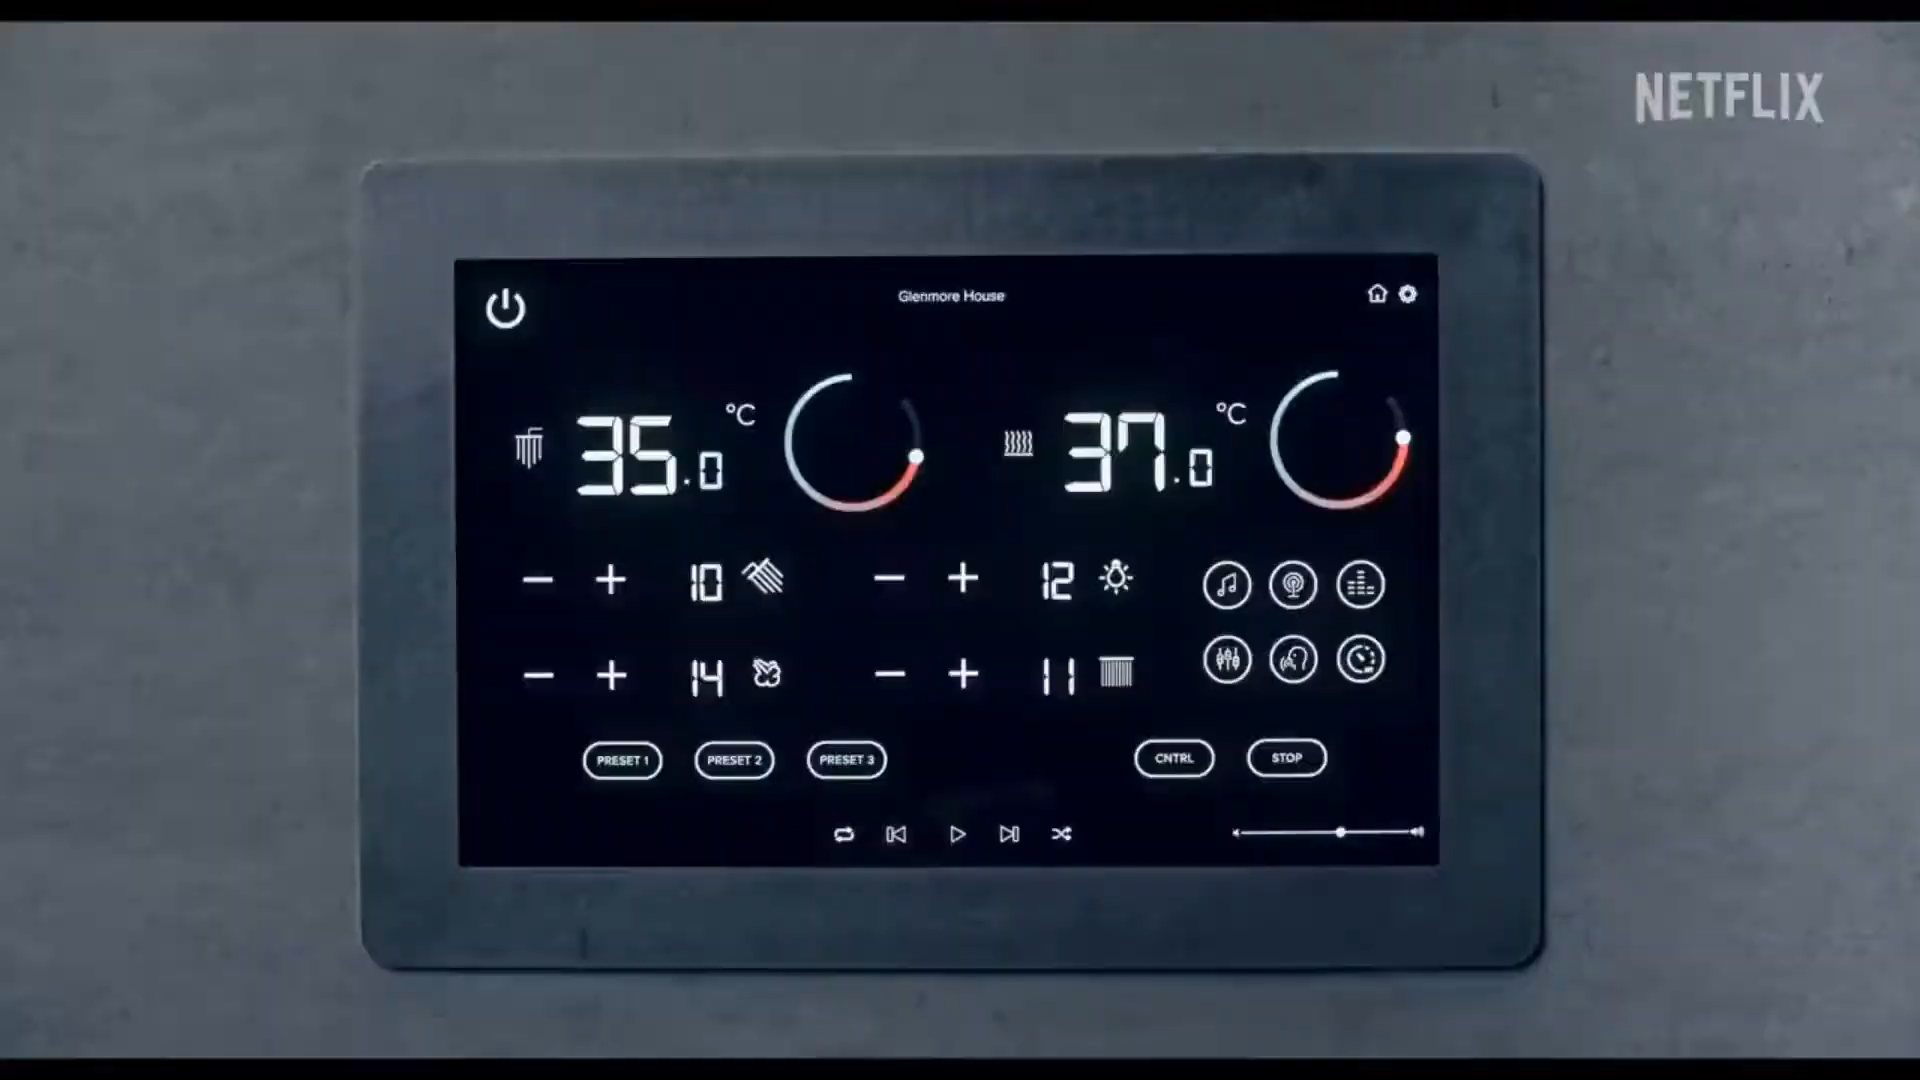 NETFLIX
Glenmore House
35.0 °C
37.0 °C
10
12
14
11
PRESET 1
PRESET 2
PRESET 3
CNTRL
STOP